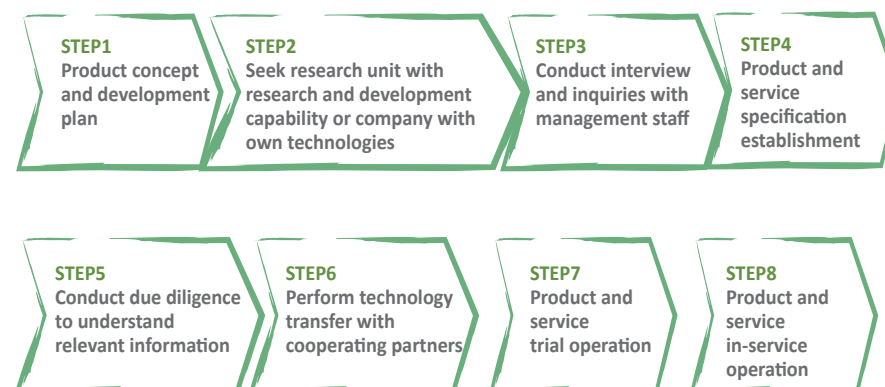 STEP1
Product concept
and development
plan
STEP2
Seek research unit with
research and development
capability or company with
own technologies
STEP3
Conduct interview
and inquiries with
management staff
STEP4
Product and
service
specification
establishment
STEP5
Conduct due diligence
to understand
relevant information
STEP6
Perform technology
transfer with
cooperating partners
STEP7
Product and
service
trial operation
STEP8
Product and
service
in-service
operation